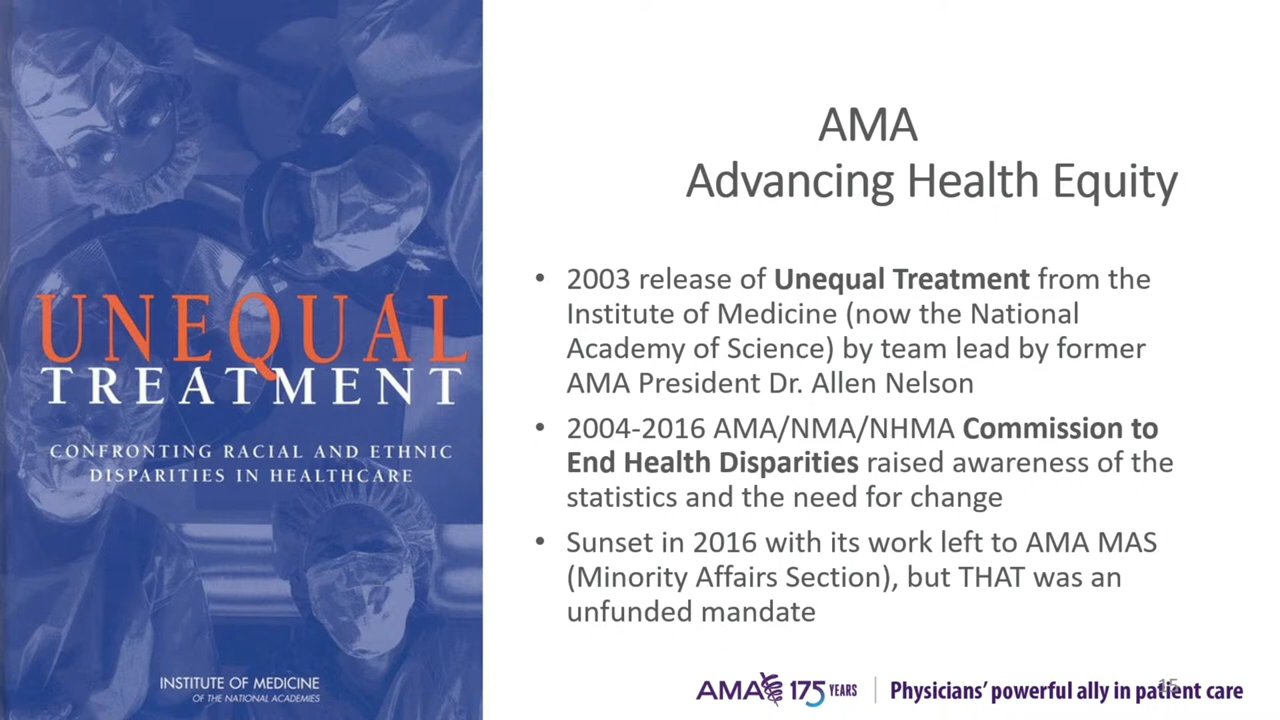 UNEQUAL
TREATMENT
CONFRONTING RACIAL AND ETHNIC
DISPARITIES IN HEALTHCARE
INSTITUTE OF MEDICINE
OF THE NATIONAL ACADEMIES
AMA
Advancing Health Equity
• 2003 release of Unequal Treatment from the
Institute of Medicine (now the National
Academy of Science) by team lead by former
AMA President Dr. Allen Nelson
• 2004-2016 AMA/NMA/NHMA Commission to
End Health Disparities raised awareness of the
statistics and the need for change
• Sunset in 2016 with its work left to AMA MAS
(Minority Affairs Section), but THAT was an
unfunded mandate
AMA 175 YEARS | Physicians' powerful ally in patient care
15